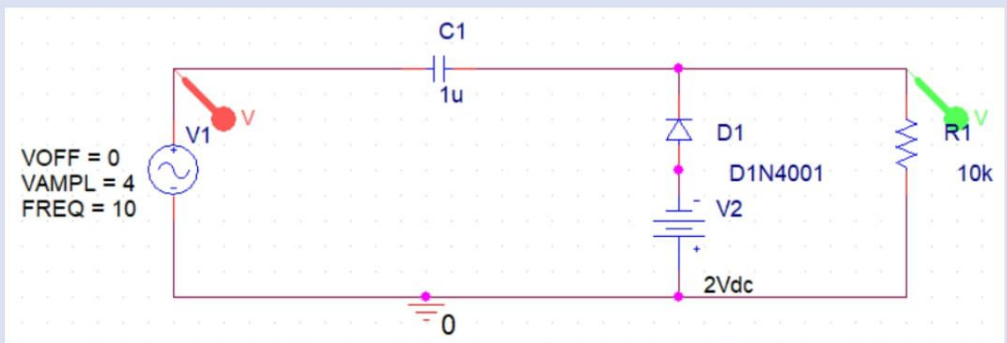 C1
1u
V
V1
VOFF = 0
VAMPL = 4
FREQ = 10
D1
D1N4001
V
R1
10k
V2
2Vdc
0